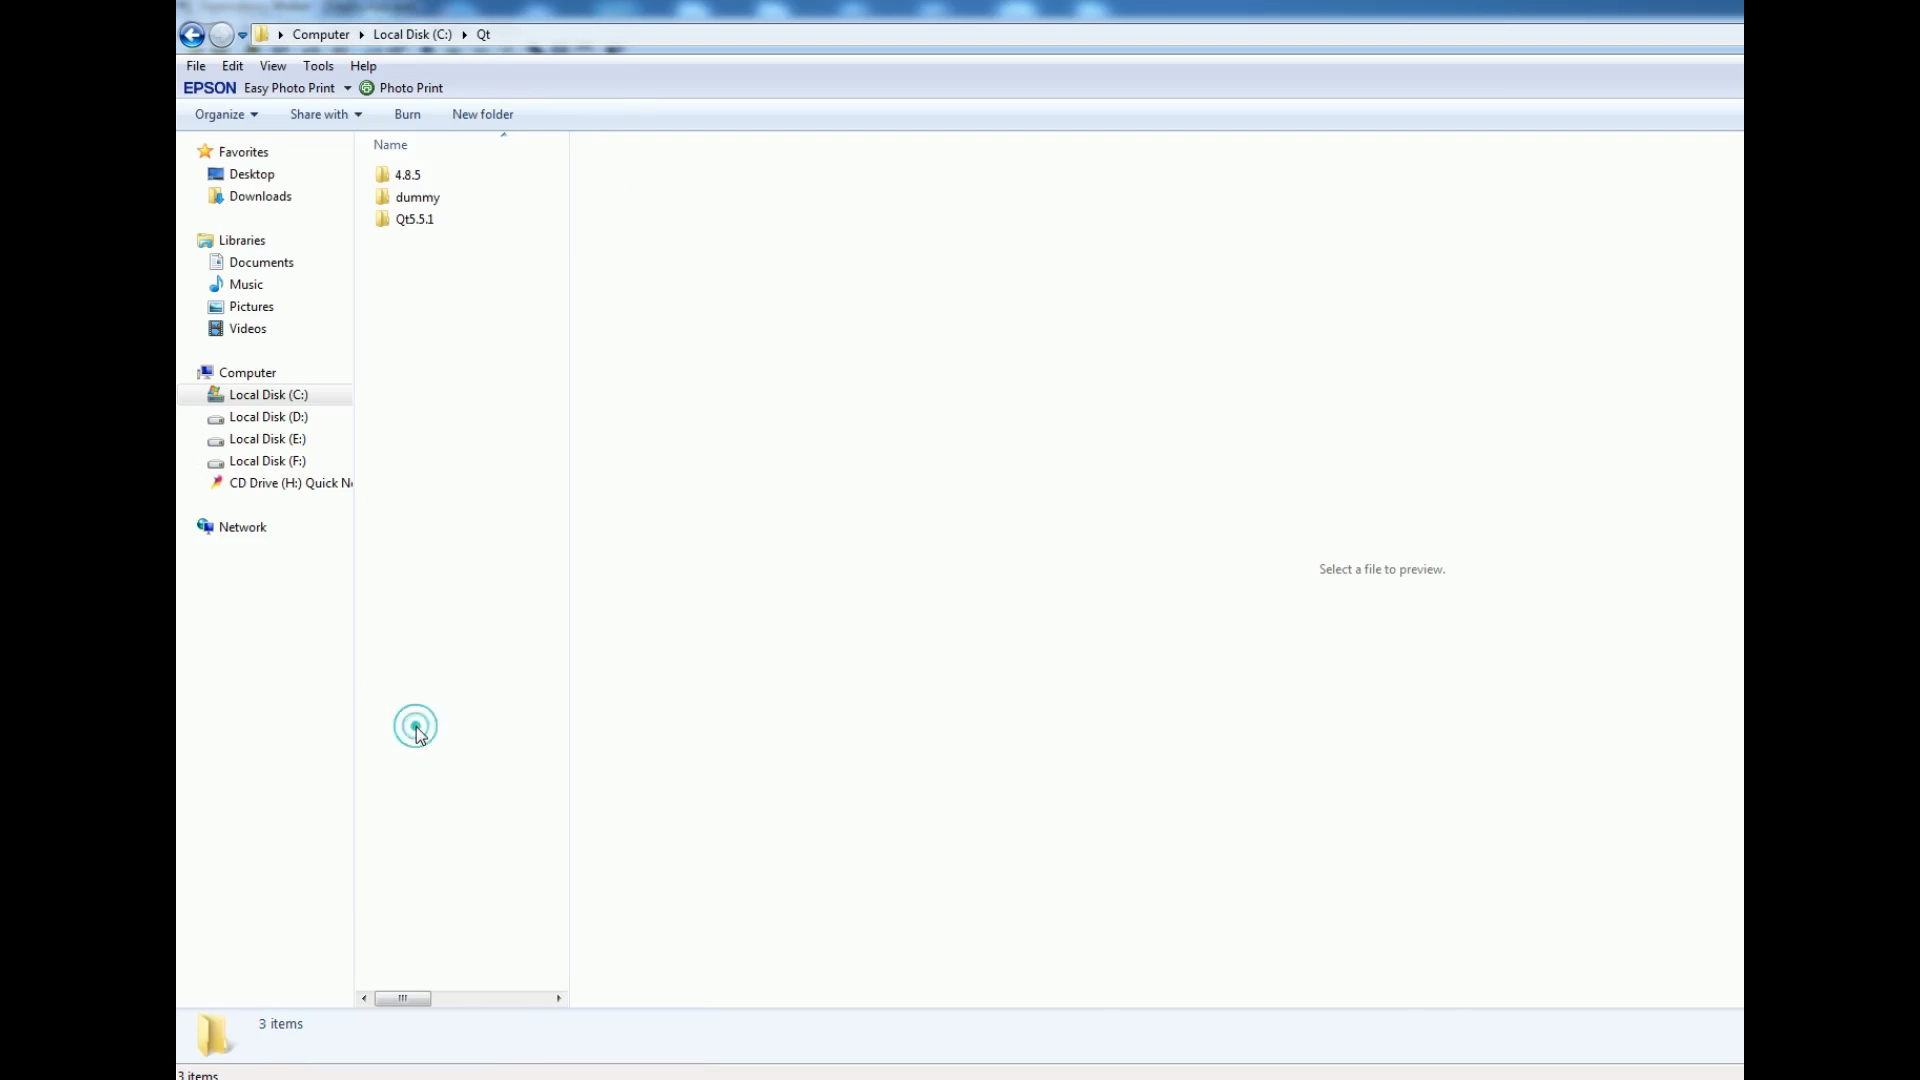 Computer Local Disk (C:) Qt
File Edit View Tools Help
EPSON Easy Photo Print Photo Print
Organize Share with Burn New folder
Favorites
Desktop
Downloads
Libraries
Documents
Music
Pictures
Videos
Computer
Local Disk (C:)
Local Disk (D:)
Local Disk (E:)
Local Disk (F:)
CD Drive (H:) Quick
Network
Name
4.8.5
dummy
Qt5.5.1
Select a file to preview.
3 items
3 items